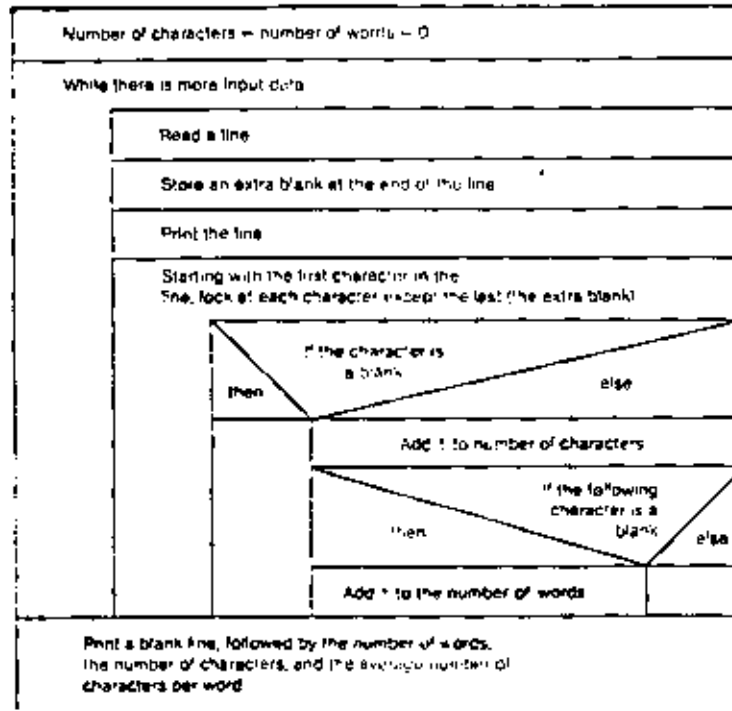 Number of characters = number of words = 0
While there is more input data
Read a line
Store an extra blank at the end of the line
Print the line
Starting with the first character in the
line, look at each character except the last (the extra blank)
If the character is
a blank
then
else
Add 1 to number of characters
If the following
character is a
blank
then
else
Add 1 to the number of words
Print a blank line, followed by the number of words,
the number of characters, and the average number of
characters per word